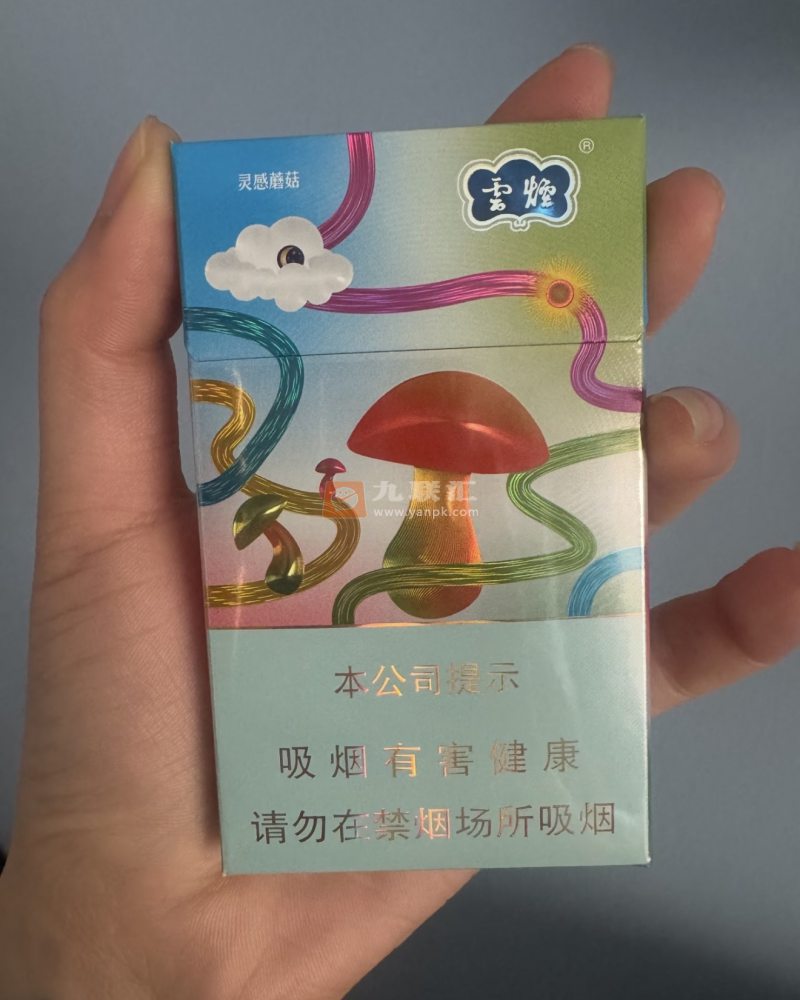 灵感蘑菇
雲煙®
九联汇
www.yanpk.com
本公司提示
吸烟有害健康
请勿在禁烟场所吸烟